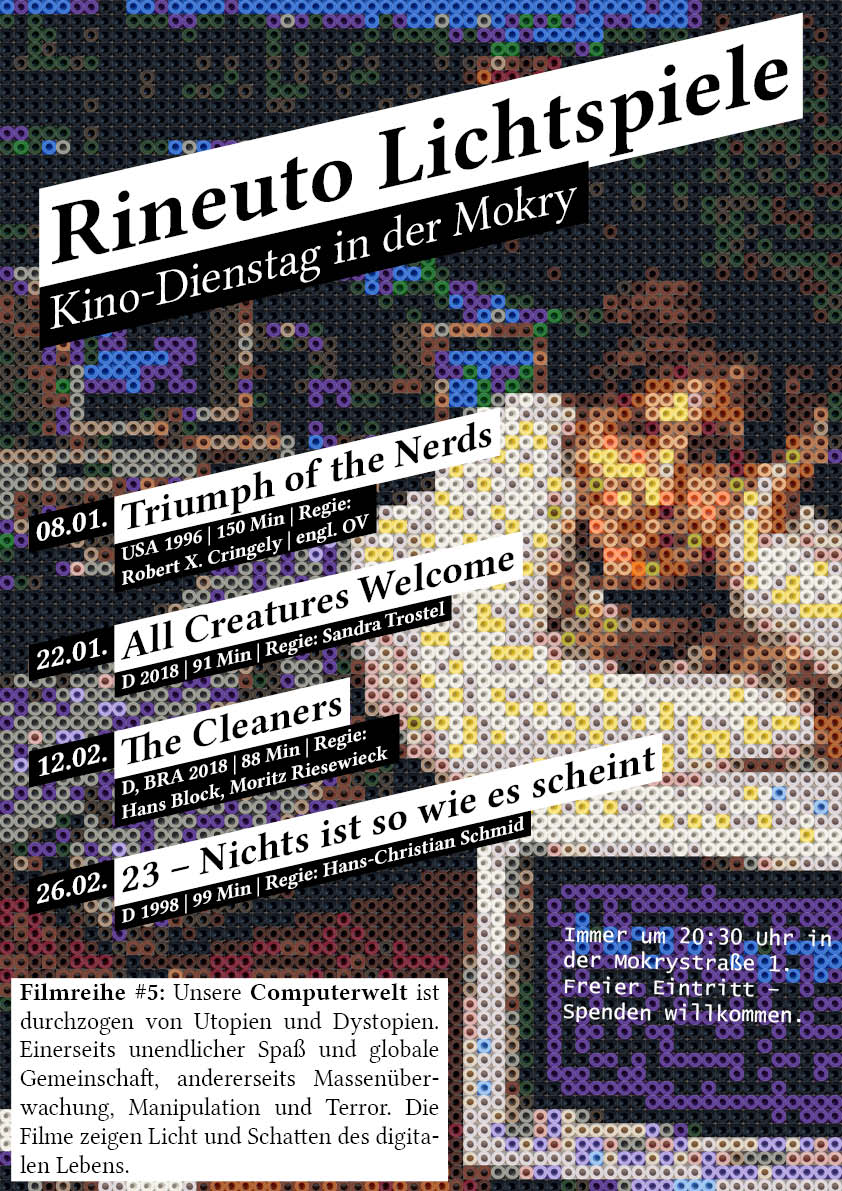 Rineuto Lichtspiele
Kino-Dienstag in der Mokry
08.01.
Triumph of the Nerds
USA 1996 | 150 Min | Regie:
Robert X. Cringely | engl. OV
22.01.
All Creatures Welcome
D 2018 | 91 Min | Regie: Sandra Trostel
12.02.
The Cleaners
D, BRA 2018 | 88 Min | Regie:
Hans Block, Moritz Riesewieck
26.02.
23 – Nichts ist so wie es scheint
D 1998 | 99 Min | Regie: Hans-Christian Schmid
Immer um 20:30 Uhr in
der Mokrystraße 1.
Freier Eintritt –
Spenden willkommen.
Filmreihe #5: Unsere Computerwelt ist
durchzogen von Utopien und Dystopien.
Einerseits unendlicher Spaß und globale
Gemeinschaft, andererseits Massenüber-
wachung, Manipulation und Terror. Die
Filme zeigen Licht und Schatten des digita-
len Lebens.